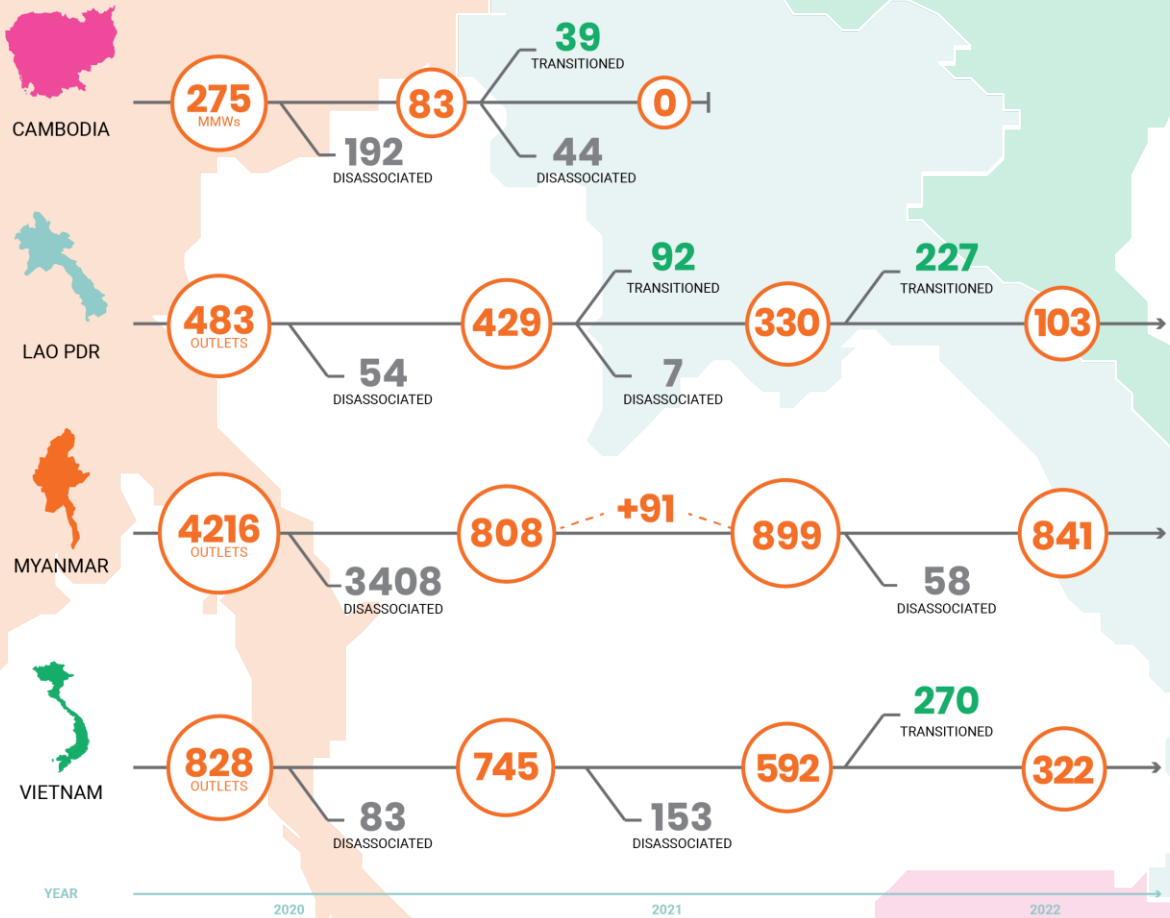 39
TRANSITIONED
275
MMWs
83
0
CAMBODIA
192
DISASSOCIATED
44
DISASSOCIATED
92
TRANSITIONED
227
TRANSITIONED
483
OUTLETS
429
330
103
LAO PDR
54
DISASSOCIATED
7
DISASSOCIATED
4216
OUTLETS
808
+91
899
841
MYANMAR
3408
DISASSOCIATED
58
DISASSOCIATED
270
TRANSITIONED
828
OUTLETS
745
592
322
VIETNAM
83
DISASSOCIATED
153
DISASSOCIATED
YEAR
2020
2021
2022